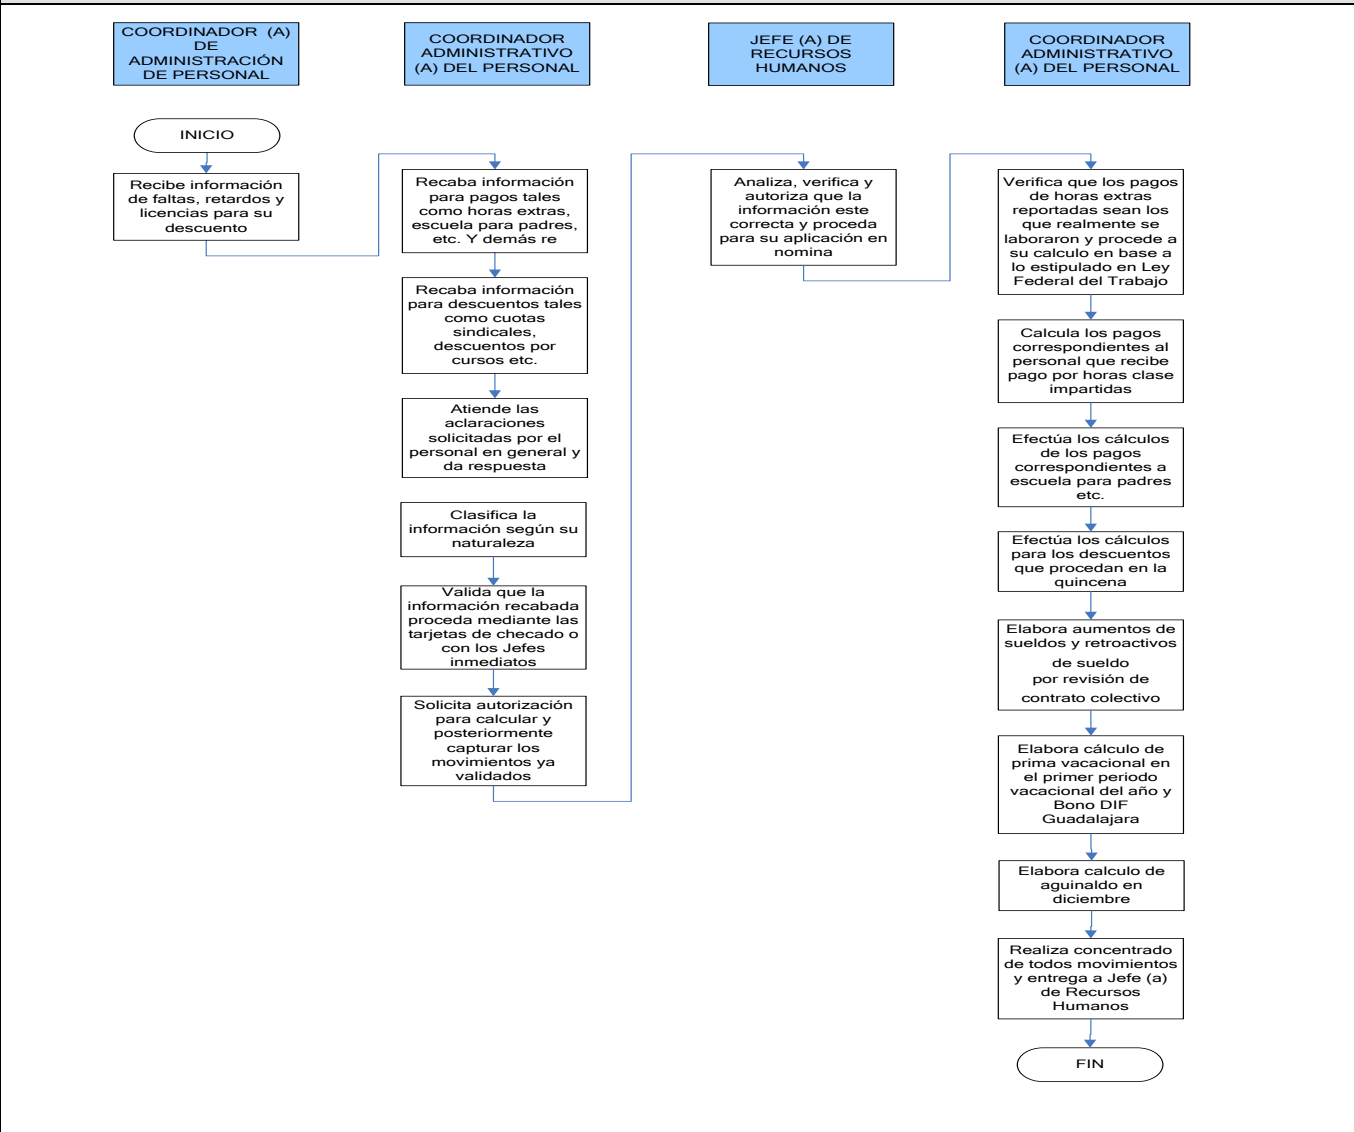 COORDINADOR (A)
DE
ADMINISTRACIÓN
DE PERSONAL
COORDINADOR
ADMINISTRATIVO
(A) DEL PERSONAL
JEFE (A) DE
RECURSOS
HUMANOS
COORDINADOR
ADMINISTRATIVO
(A) DEL PERSONAL
INICIO
Recibe información
de faltas, retardos y
licencias para su
descuento
Recaba información
para pagos tales
como horas extras,
escuela para padres,
etc. Y demás re
Recaba información
para descuentos tales
como cuotas
sindicales,
descuentos por
cursos etc.
Atiende las
aclaraciones
solicitadas por el
personal en general y
da respuesta
Clasifica la
información según su
naturaleza
Valida que la
información recabada
proceda mediante las
tarjetas de checado o
con los Jefes
inmediatos
Solicita autorización
para calcular y
posteriormente
capturar los
movimientos ya
validados
Analiza, verifica y
autoriza que la
información este
correcta y proceda
para su aplicación en
nomina
Verifica que los pagos
de horas extras
reportadas sean los
que realmente se
laboraron y procede a
su calculo en base a
lo estipulado en Ley
Federal del Trabajo
Calcula los pagos
correspondientes al
personal que recibe
pago por horas clase
impartidas
Efectúa los cálculos
de los pagos
correspondientes a
escuela para padres
etc.
Efectúa los cálculos
para los descuentos
que procedan en la
quincena
Elabora aumentos de
sueldos y retroactivos
de sueldo
por revisión de
contrato colectivo
Elabora cálculo de
prima vacacional en
el primer periodo
vacacional del año y
Bono DIF
Guadalajara
Elabora calculo de
aguinaldo en
diciembre
Realiza concentrado
de todos movimientos
y entrega a Jefe (a)
de Recursos
Humanos
FIN